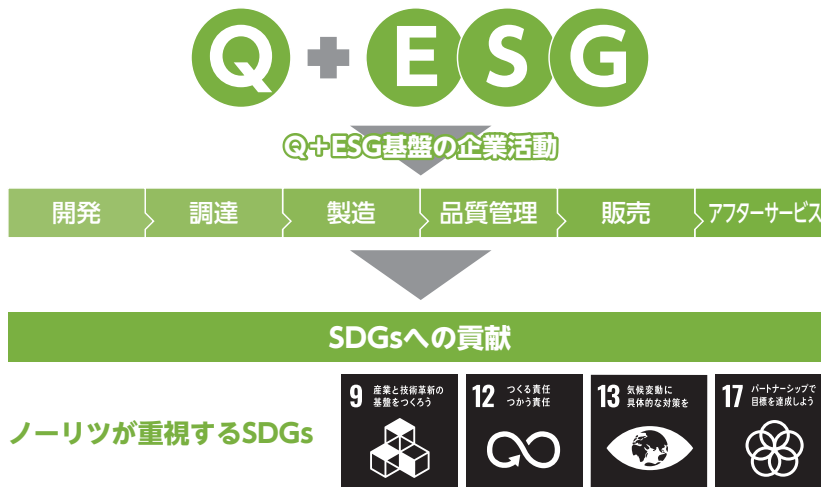 Q + ESG
Q+ESG基盤の企業活動
開発 調達 製造 品質管理 販売 アフターサービス
SDGsへの貢献
ノーリツが重視するSDGs
9 産業と技術革新の
基盤をつくろう
12 つくる責任
つかう責任
13 気候変動に
具体的な対策を
17 パートナーシップで
目標を達成しよう